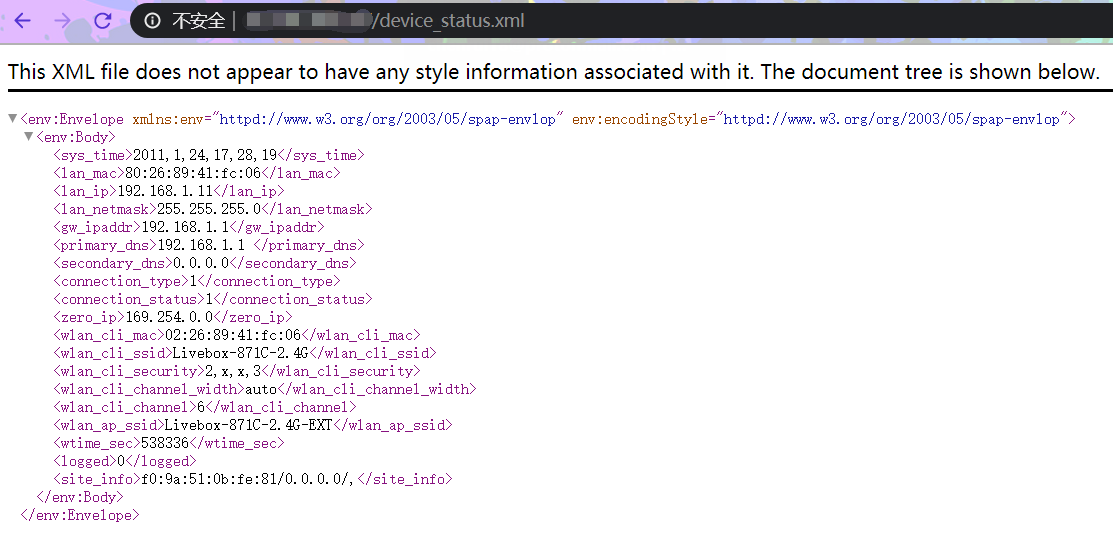 不安全 | /device_status.xml
This XML file does not appear to have any style information associated with it. The document tree is shown below.
<env:Envelope xmlns:env="httpd://www.w3.org/org/2003/05/spap-envlop" env:encodingStyle="httpd://www.w3.org/org/2003/05/spap-envlop">
<env:Body>
<sys_time>2011,1,24,17,28,19</sys_time>
<lan_mac>80:26:89:41:fc:06</lan_mac>
<lan_ip>192.168.1.11</lan_ip>
<lan_netmask>255.255.255.0</lan_netmask>
<gw_ipaddr>192.168.1.1</gw_ipaddr>
<primary_dns>192.168.1.1 </primary_dns>
<secondary_dns>0.0.0.0</secondary_dns>
<connection_type>1</connection_type>
<connection_status>1</connection_status>
<zero_ip>169.254.0.0</zero_ip>
<wlan_cli_mac>02:26:89:41:fc:06</wlan_cli_mac>
<wlan_cli_ssid>Livebox-871C-2.4G</wlan_cli_ssid>
<wlan_cli_security>2,x,x,3</wlan_cli_security>
<wlan_cli_channel_width>auto</wlan_cli_channel_width>
<wlan_cli_channel>6</wlan_cli_channel>
<wlan_ap_ssid>Livebox-871C-2.4G-EXT</wlan_ap_ssid>
<wtime_sec>538336</wtime_sec>
<logged>0</logged>
<site_info>f0:9a:51:0b:fe:81/0.0.0.0/,</site_info>
</env:Body>
</env:Envelope>